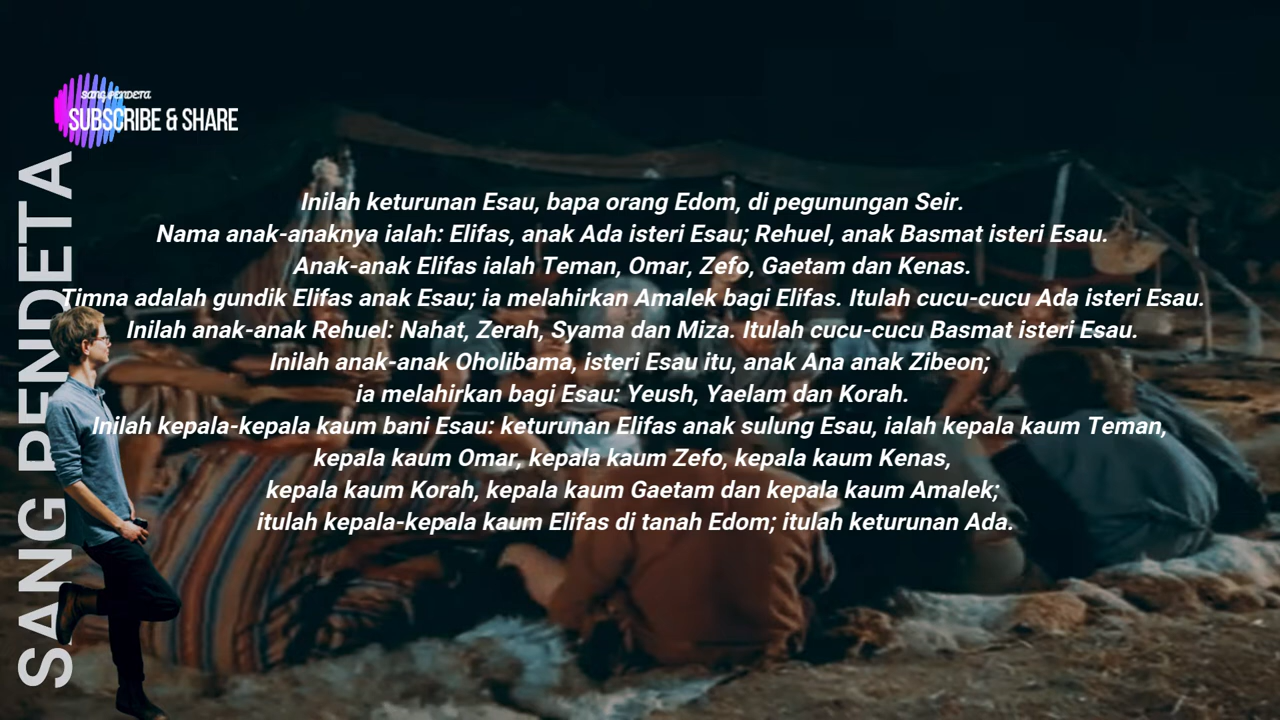 sang pendeta
SUBSCRIBE & SHARE
SANG PENDETA
Inilah keturunan Esau, bapa orang Edom, di pegunungan Seir.
Nama anak-anaknya ialah: Elifas, anak Ada isteri Esau; Rehuel, anak Basmat isteri Esau.
Anak-anak Elifas ialah Teman, Omar, Zefo, Gaetam dan Kenas.
Timna adalah gundik Elifas anak Esau; ia melahirkan Amalek bagi Elifas. Itulah cucu-cucu Ada isteri Esau.
Inilah anak-anak Rehuel: Nahat, Zerah, Syama dan Miza. Itulah cucu-cucu Basmat isteri Esau.
Inilah anak-anak Oholibama, isteri Esau itu, anak Ana anak Zibeon;
ia melahirkan bagi Esau: Yeush, Yaelam dan Korah.
Inilah kepala-kepala kaum bani Esau: keturunan Elifas anak sulung Esau, ialah kepala kaum Teman,
kepala kaum Omar, kepala kaum Zefo, kepala kaum Kenas,
kepala kaum Korah, kepala kaum Gaetam dan kepala kaum Amalek;
itulah kepala-kepala kaum Elifas di tanah Edom; itulah keturunan Ada.